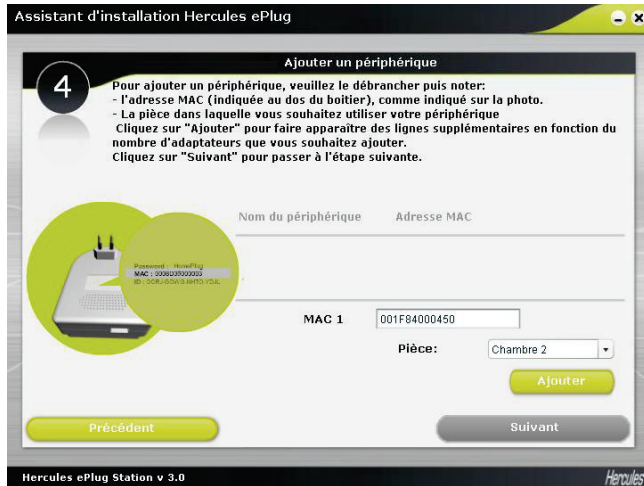 Assistant d'installation Hercules ePlug
Ajouter un périphérique
4
Pour ajouter un périphérique, veuillez le débrancher puis noter:
- l'adresse MAC (indiquée au dos du boitier), comme indiqué sur la photo.
- La pièce dans laquelle vous souhaitez utiliser votre périphérique
Cliquez sur "Ajouter" pour faire apparaître des lignes supplémentaires en fonction du
nombre d'adaptateurs que vous souhaitez ajouter.
Cliquez sur "Suivant" pour passer à l'étape suivante.
Nom du périphérique Adresse MAC
Password : HomePlug
MAC 1 001F84000450
Pièce: Chambre 2
Ajouter
Précédent Suivant
Hercules ePlug Station v 3.0 Hercules